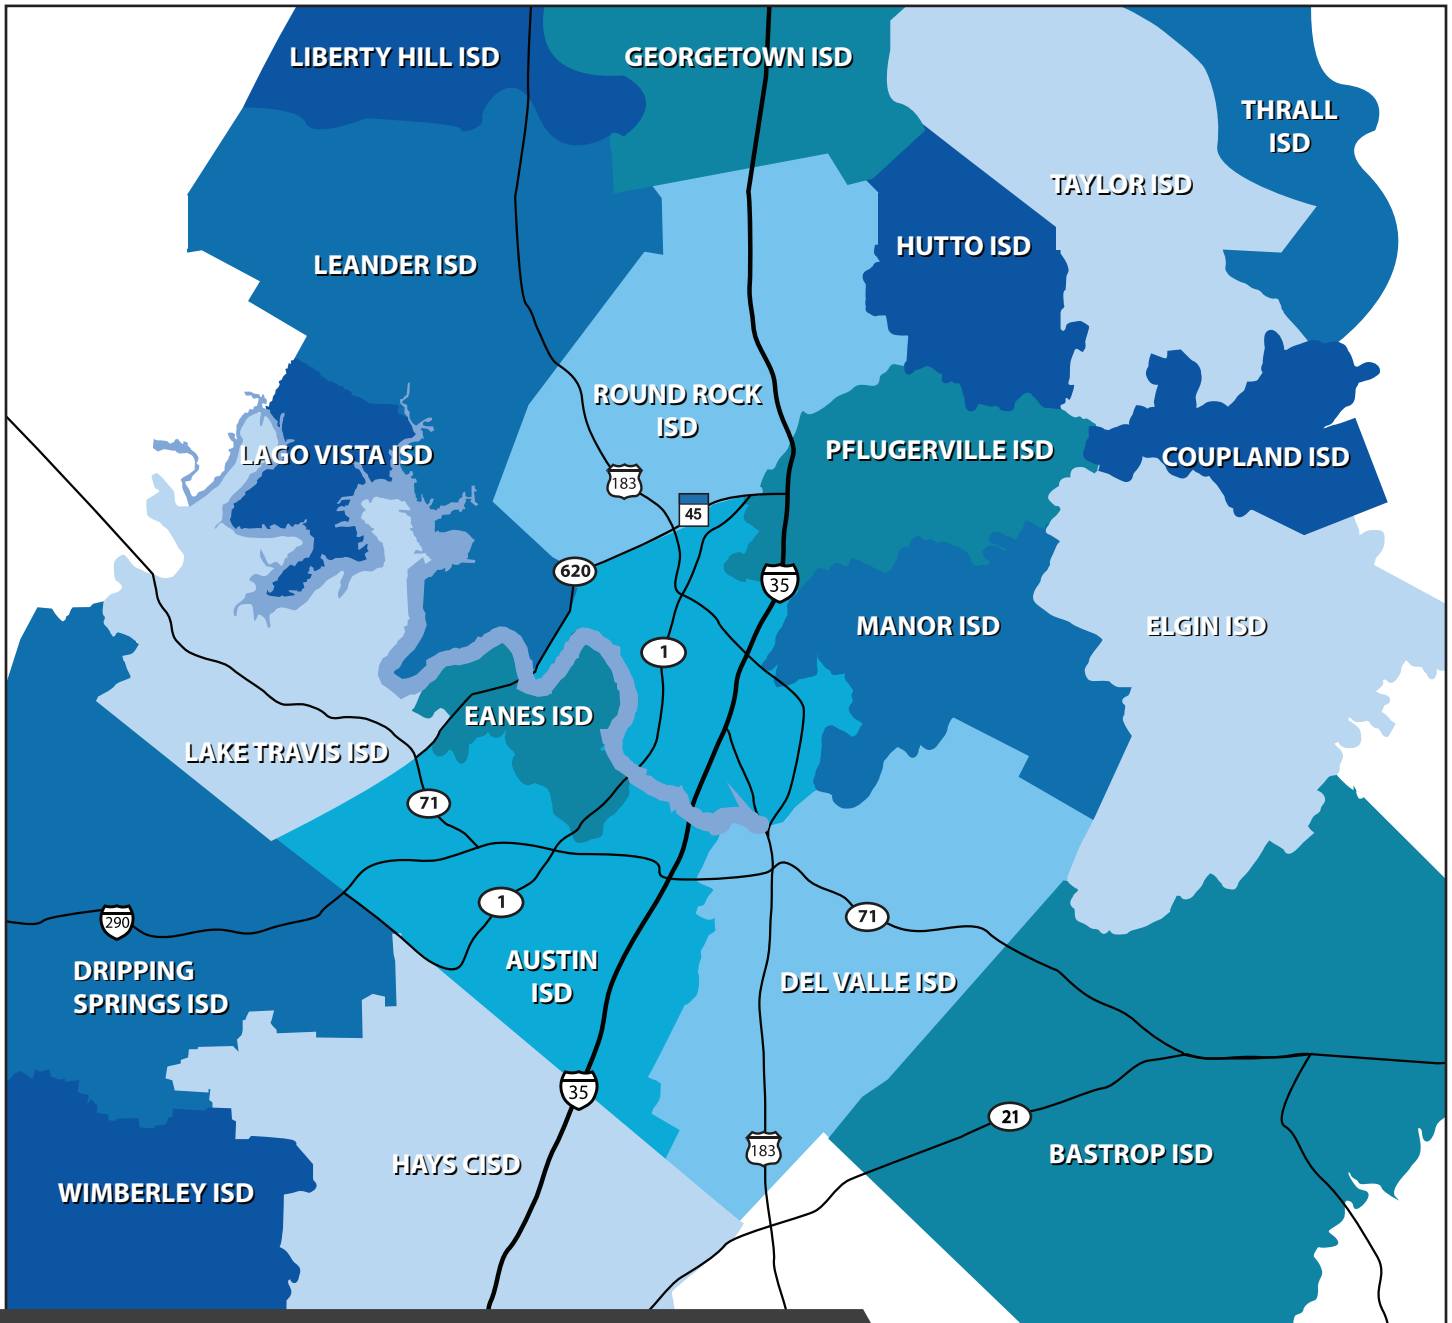 LIBERTY HILL ISD
GEORGETOWN ISD
THRALL
ISD
TAYLOR ISD
HUTTO ISD
LEANDER ISD
ROUND ROCK
ISD
PFLUGERVILLE ISD
LAGO VISTA ISD
COUPLAND ISD
183
45
620
35
MANOR ISD
ELGIN ISD
1
EANES ISD
LAKE TRAVIS ISD
71
1
71
290
AUSTIN
ISD
DRIPPING
SPRINGS ISD
DEL VALLE ISD
35
21
183
BASTROP ISD
HAYS CISD
WIMBERLEY ISD